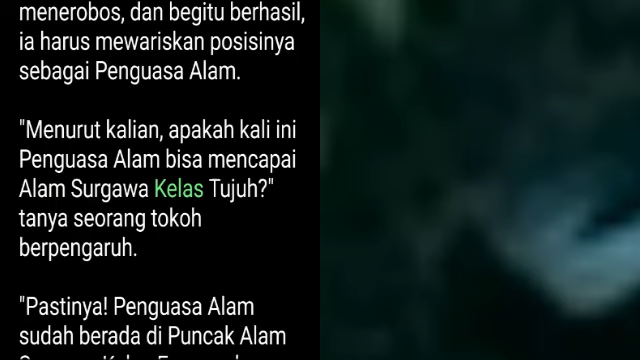 menerobos, dan begitu berhasil,
ia harus mewariskan posisinya
sebagai Penguasa Alam.
"Menurut kalian, apakah kali ini
Penguasa Alam bisa mencapai
Alam Surgawa Kelas Tujuh?"
tanya seorang tokoh
berpengaruh.
"Pastinya! Penguasa Alam
sudah berada di Puncak Alam